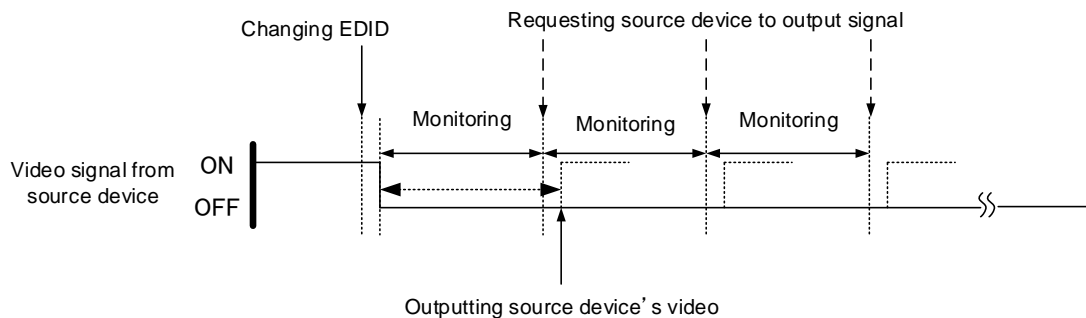 Requesting source device to output signal
Changing EDID
Monitoring
Monitoring
Monitoring
Video signal from
source device
ON
OFF
Outputting source device’s video